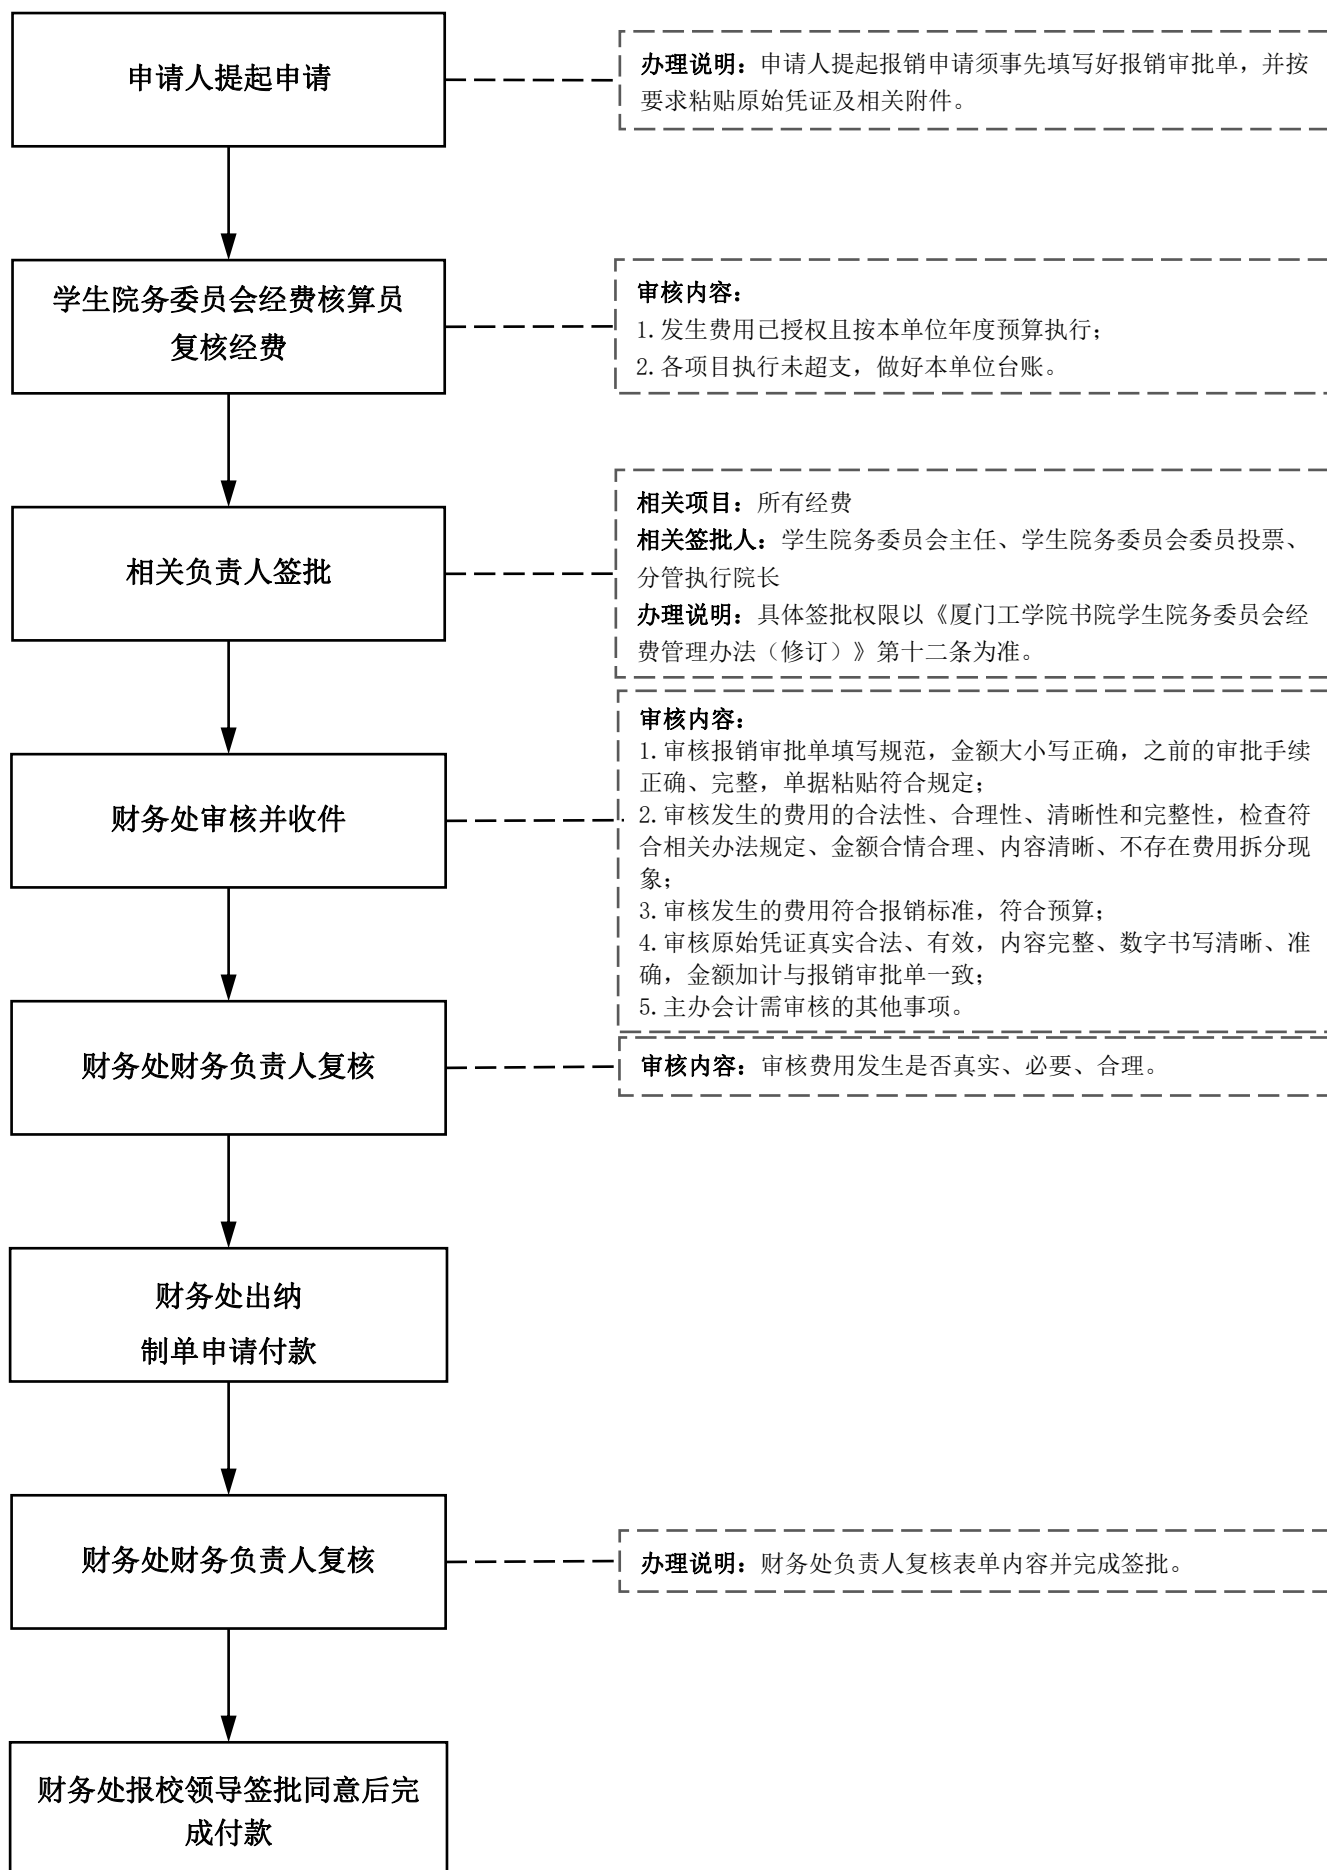 申请人提起申请
办理说明：申请人提起报销申请须事先填写好报销审批单，并按
要求粘贴原始凭证及相关附件。
学生院务委员会经费核算员
复核经费
审核内容：
1.发生费用已授权且按本单位年度预算执行；
2.各项目执行未超支，做好本单位台账。
相关负责人签批
相关项目：所有经费
相关签批人：学生院务委员会主任、学生院务委员会委员投票、
分管执行院长
办理说明：具体签批权限以《厦门工学院书院学生院务委员会经
费管理办法（修订）》第十二条为准。
财务处审核并收件
审核内容：
1.审核报销审批单填写规范，金额大小写正确，之前的审批手续
正确、完整，单据粘贴符合规定；
2.审核发生的费用的合法性、合理性、清晰性和完整性，检查符
合相关办法规定、金额合情合理、内容清晰、不存在费用拆分现
象；
3.审核发生的费用符合报销标准，符合预算；
4.审核原始凭证真实合法、有效，内容完整、数字书写清晰、准
确，金额加计与报销审批单一致；
5.主办会计需审核的其他事项。
财务处财务负责人复核
审核内容：审核费用发生是否真实、必要、合理。
财务处出纳
制单申请付款
财务处财务负责人复核
办理说明：财务处负责人复核表单内容并完成签批。
财务处报校领导签批同意后完
成付款